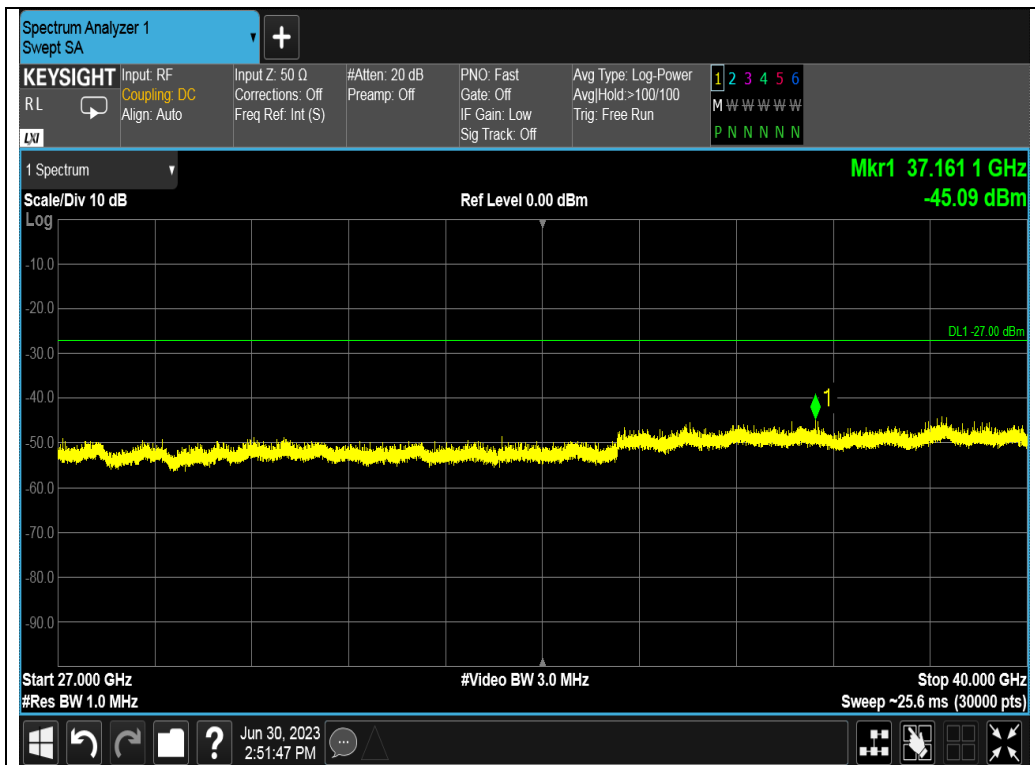 Spectrum Analyzer 1
Swept SA
+
KEYSIGHT
RL
LXI
Input: RF
Coupling: DC
Align: Auto
Input Z: 50 Ω
Corrections: Off
Freq Ref: Int (S)
#Atten: 20 dB
Preamp: Off
PNO: Fast
Gate: Off
IF Gain: Low
Sig Track: Off
Avg Type: Log-Power
Avg|Hold:>100/100
Trig: Free Run
1 2 3 4 5 6
M W W W W W
P N N N N N
1 Spectrum
Mkr1 37.161 1 GHz
-45.09 dBm
Scale/Div 10 dB
Ref Level 0.00 dBm
Log
-10.0
-20.0
DL1 -27.00 dBm
-30.0
-40.0
1
-50.0
-60.0
-70.0
-80.0
-90.0
Start 27.000 GHz
#Video BW 3.0 MHz
Stop 40.000 GHz
#Res BW 1.0 MHz
Sweep ~25.6 ms (30000 pts)
?
Jun 30, 2023
2:51:47 PM